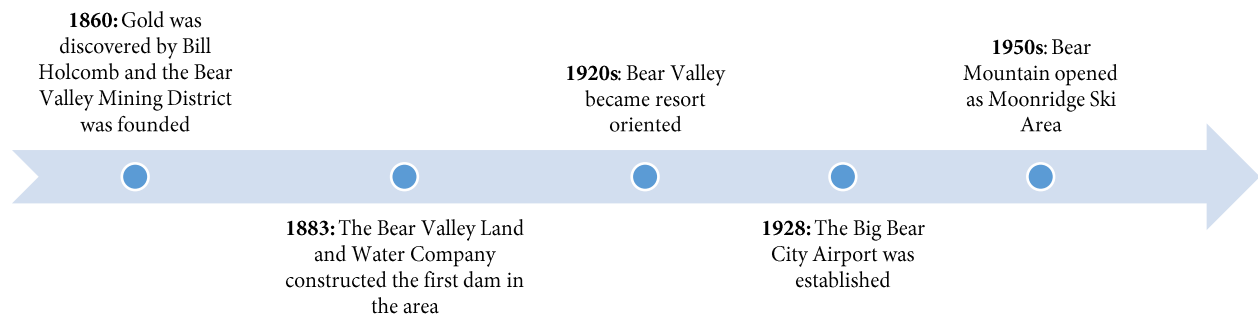 1860: Gold was
discovered by Bill
Holcomb and the Bear
Valley Mining District
was founded
1883: The Bear Valley Land
and Water Company
constructed the first dam in
the area
1920s: Bear Valley
became resort
oriented
1928: The Big Bear
City Airport was
established
1950s: Bear
Mountain opened
as Moonridge Ski
Area